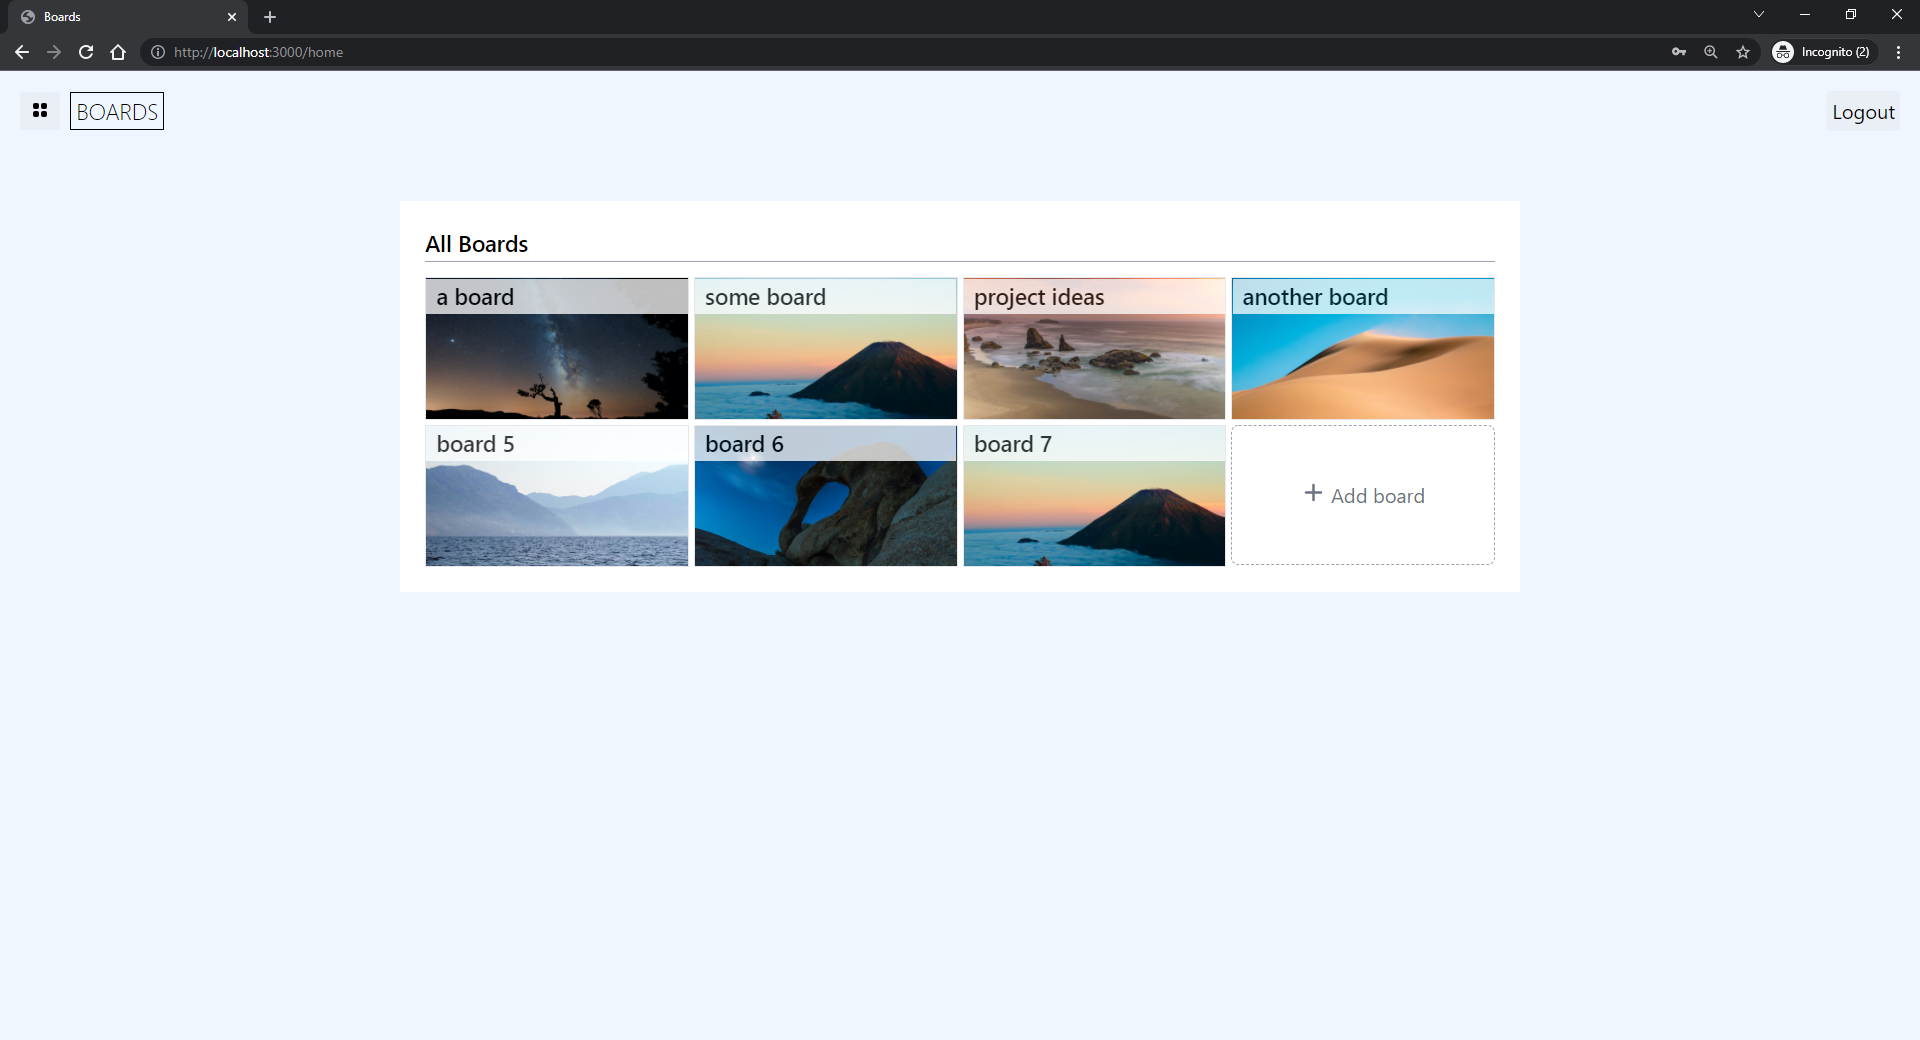 Boards
http://localhost:3000/home
Incognito (2)
BOARDS
Logout
All Boards
a board
some board
project ideas
another board
board 5
board 6
board 7
Add board